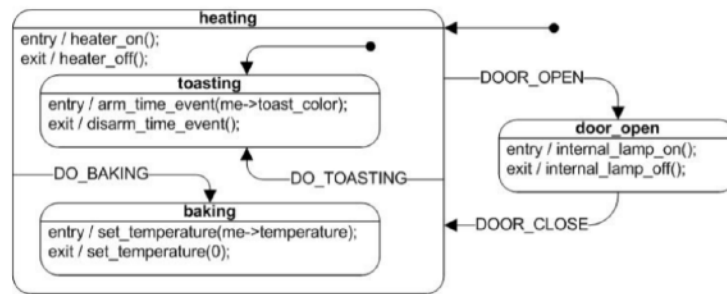 heating
entry / heater_on();
exit / heater_off();
toasting
entry / arm_time_event(me->toast_color);
exit / disarm_time_event();
DO_BAKING
DO_TOASTING
baking
entry / set_temperature(me->temperature);
exit / set_temperature(0);
DOOR_OPEN
door_open
entry / internal_lamp_on();
exit / internal_lamp_off();
DOOR_CLOSE